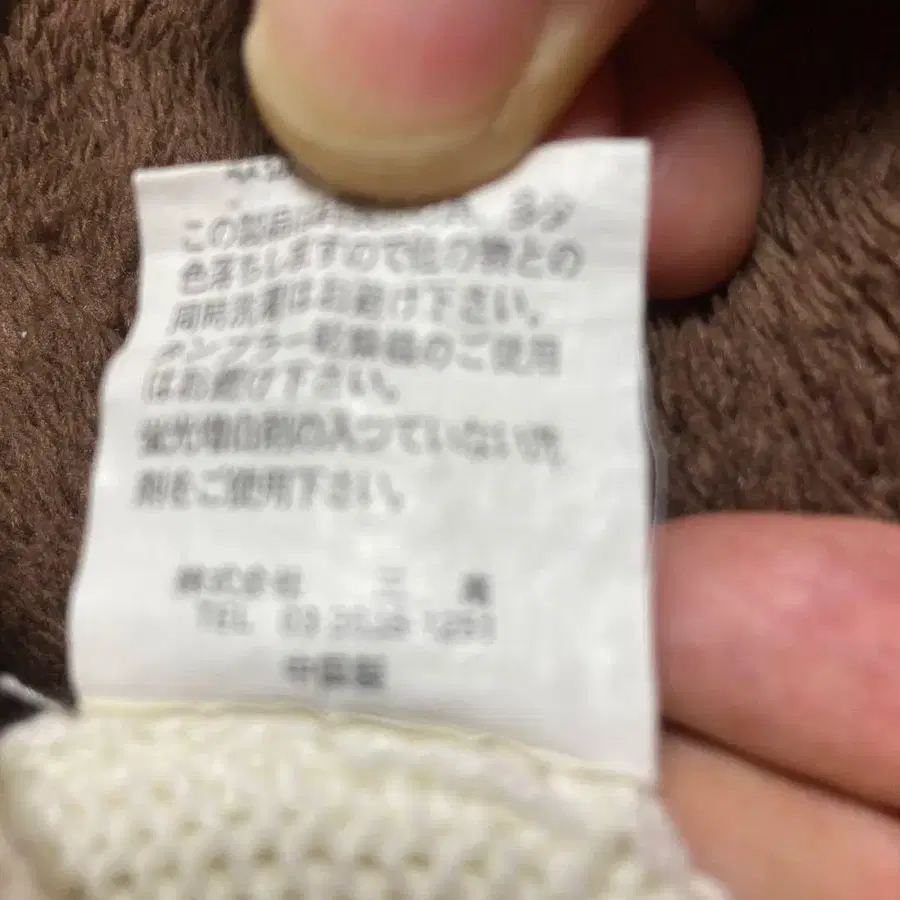 この製品は 多少
色落ちしますので他の物との
同時洗濯はお避け下さい。
タンブラー乾燥機のご使用
はお避け下さい。
蛍光増白剤の入っていない洗
剤をご使用下さい。
株式会社 三
TEL 03
中国製